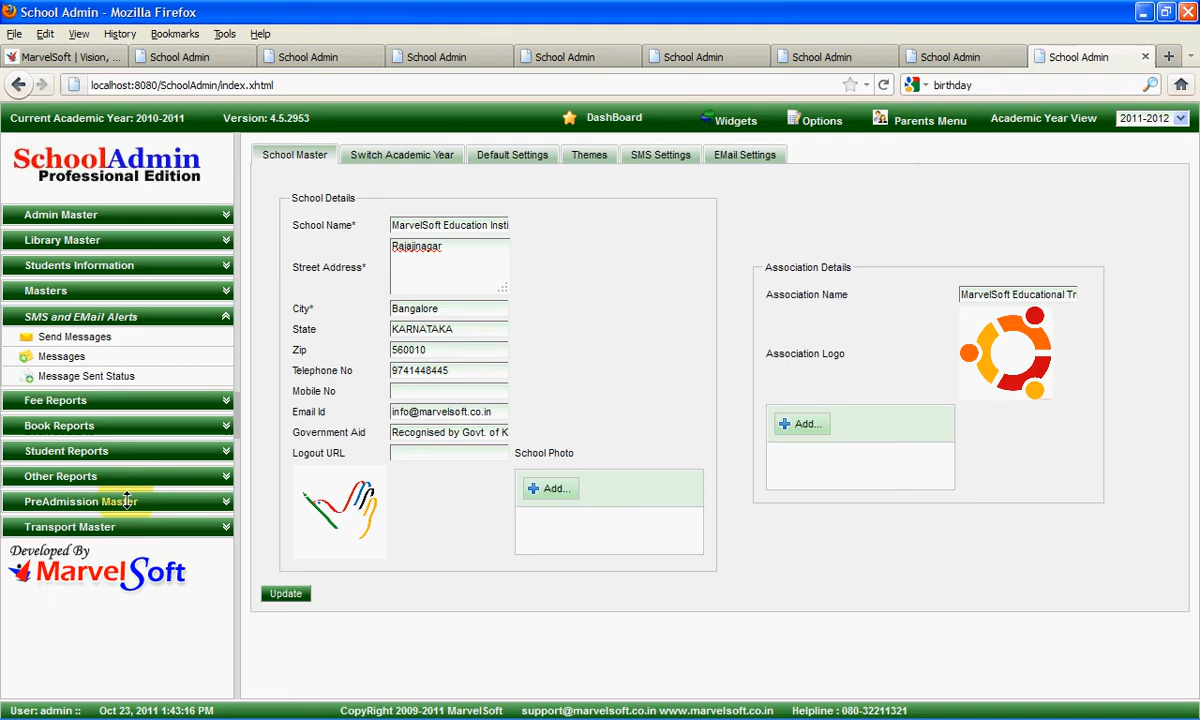 School Admin - Mozilla Firefox
File Edit View History Bookmarks Tools Help
MarvelSoft | Vision, ... School Admin School Admin School Admin School Admin School Admin School Admin School Admin School Admin
localhost:8080/SchoolAdmin/index.xhtml birthday
Current Academic Year: 2010-2011 Version: 4.5.2953 DashBoard Widgets Options Parents Menu Academic Year View 2011-2012
SchoolAdmin
Professional Edition
Admin Master
Library Master
Students Information
Masters
SMS and EMail Alerts
Send Messages
Messages
Message Sent Status
Fee Reports
Book Reports
Student Reports
Other Reports
PreAdmission Master
Transport Master
Developed By
MarvelSoft
School Master Switch Academic Year Default Settings Themes SMS Settings EMail Settings
School Details
School Name* MarvelSoft Education Insti
Street Address* Rajajinagar
City* Bangalore
State KARNATAKA
Zip 560010
Telephone No 9741448445
Mobile No
Email Id info@marvelsoft.co.in
Government Aid Recognised by Govt. of K
Logout URL
School Photo
Add...
Update
Association Details
Association Name MarvelSoft Educational Tr
Association Logo
Add...
User: admin :: Oct 23, 2011 1:43:16 PM CopyRight 2009-2011 MarvelSoft support@marvelsoft.co.in www.marvelsoft.co.in Helpline : 080-32211321